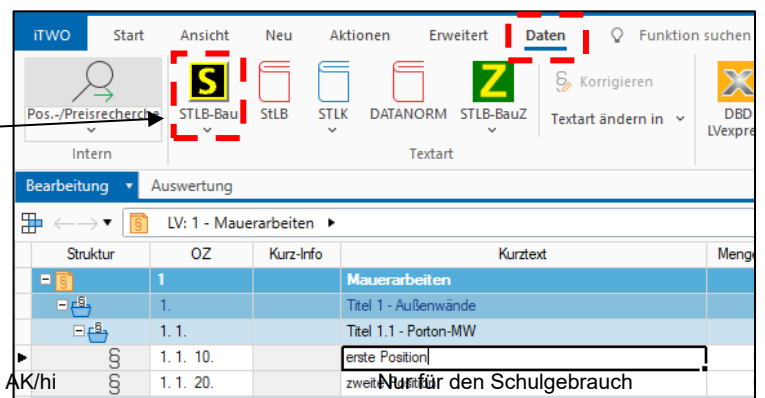 iTWO Start Ansicht Neu Aktionen Erweitert Daten Funktion suchen
S Z
Pos.-/Preisrecherche STLB-Bau StLB STLK DATANORM STLB-BauZ
§ Korrigieren
Textart ändern in
DBD
LVexpre
Intern Textart
Bearbeitung Auswertung
LV: 1 - Mauerarbeiten
Struktur OZ Kurz-Info Kurztext Menge
1 Mauerarbeiten
1. Titel 1 - Außenwände
1. 1. Titel 1.1 - Porton-MW
§ 1. 1. 10. erste Position
§ 1. 1. 20. zweite Position
AK/hi Nur für den Schulgebrauch